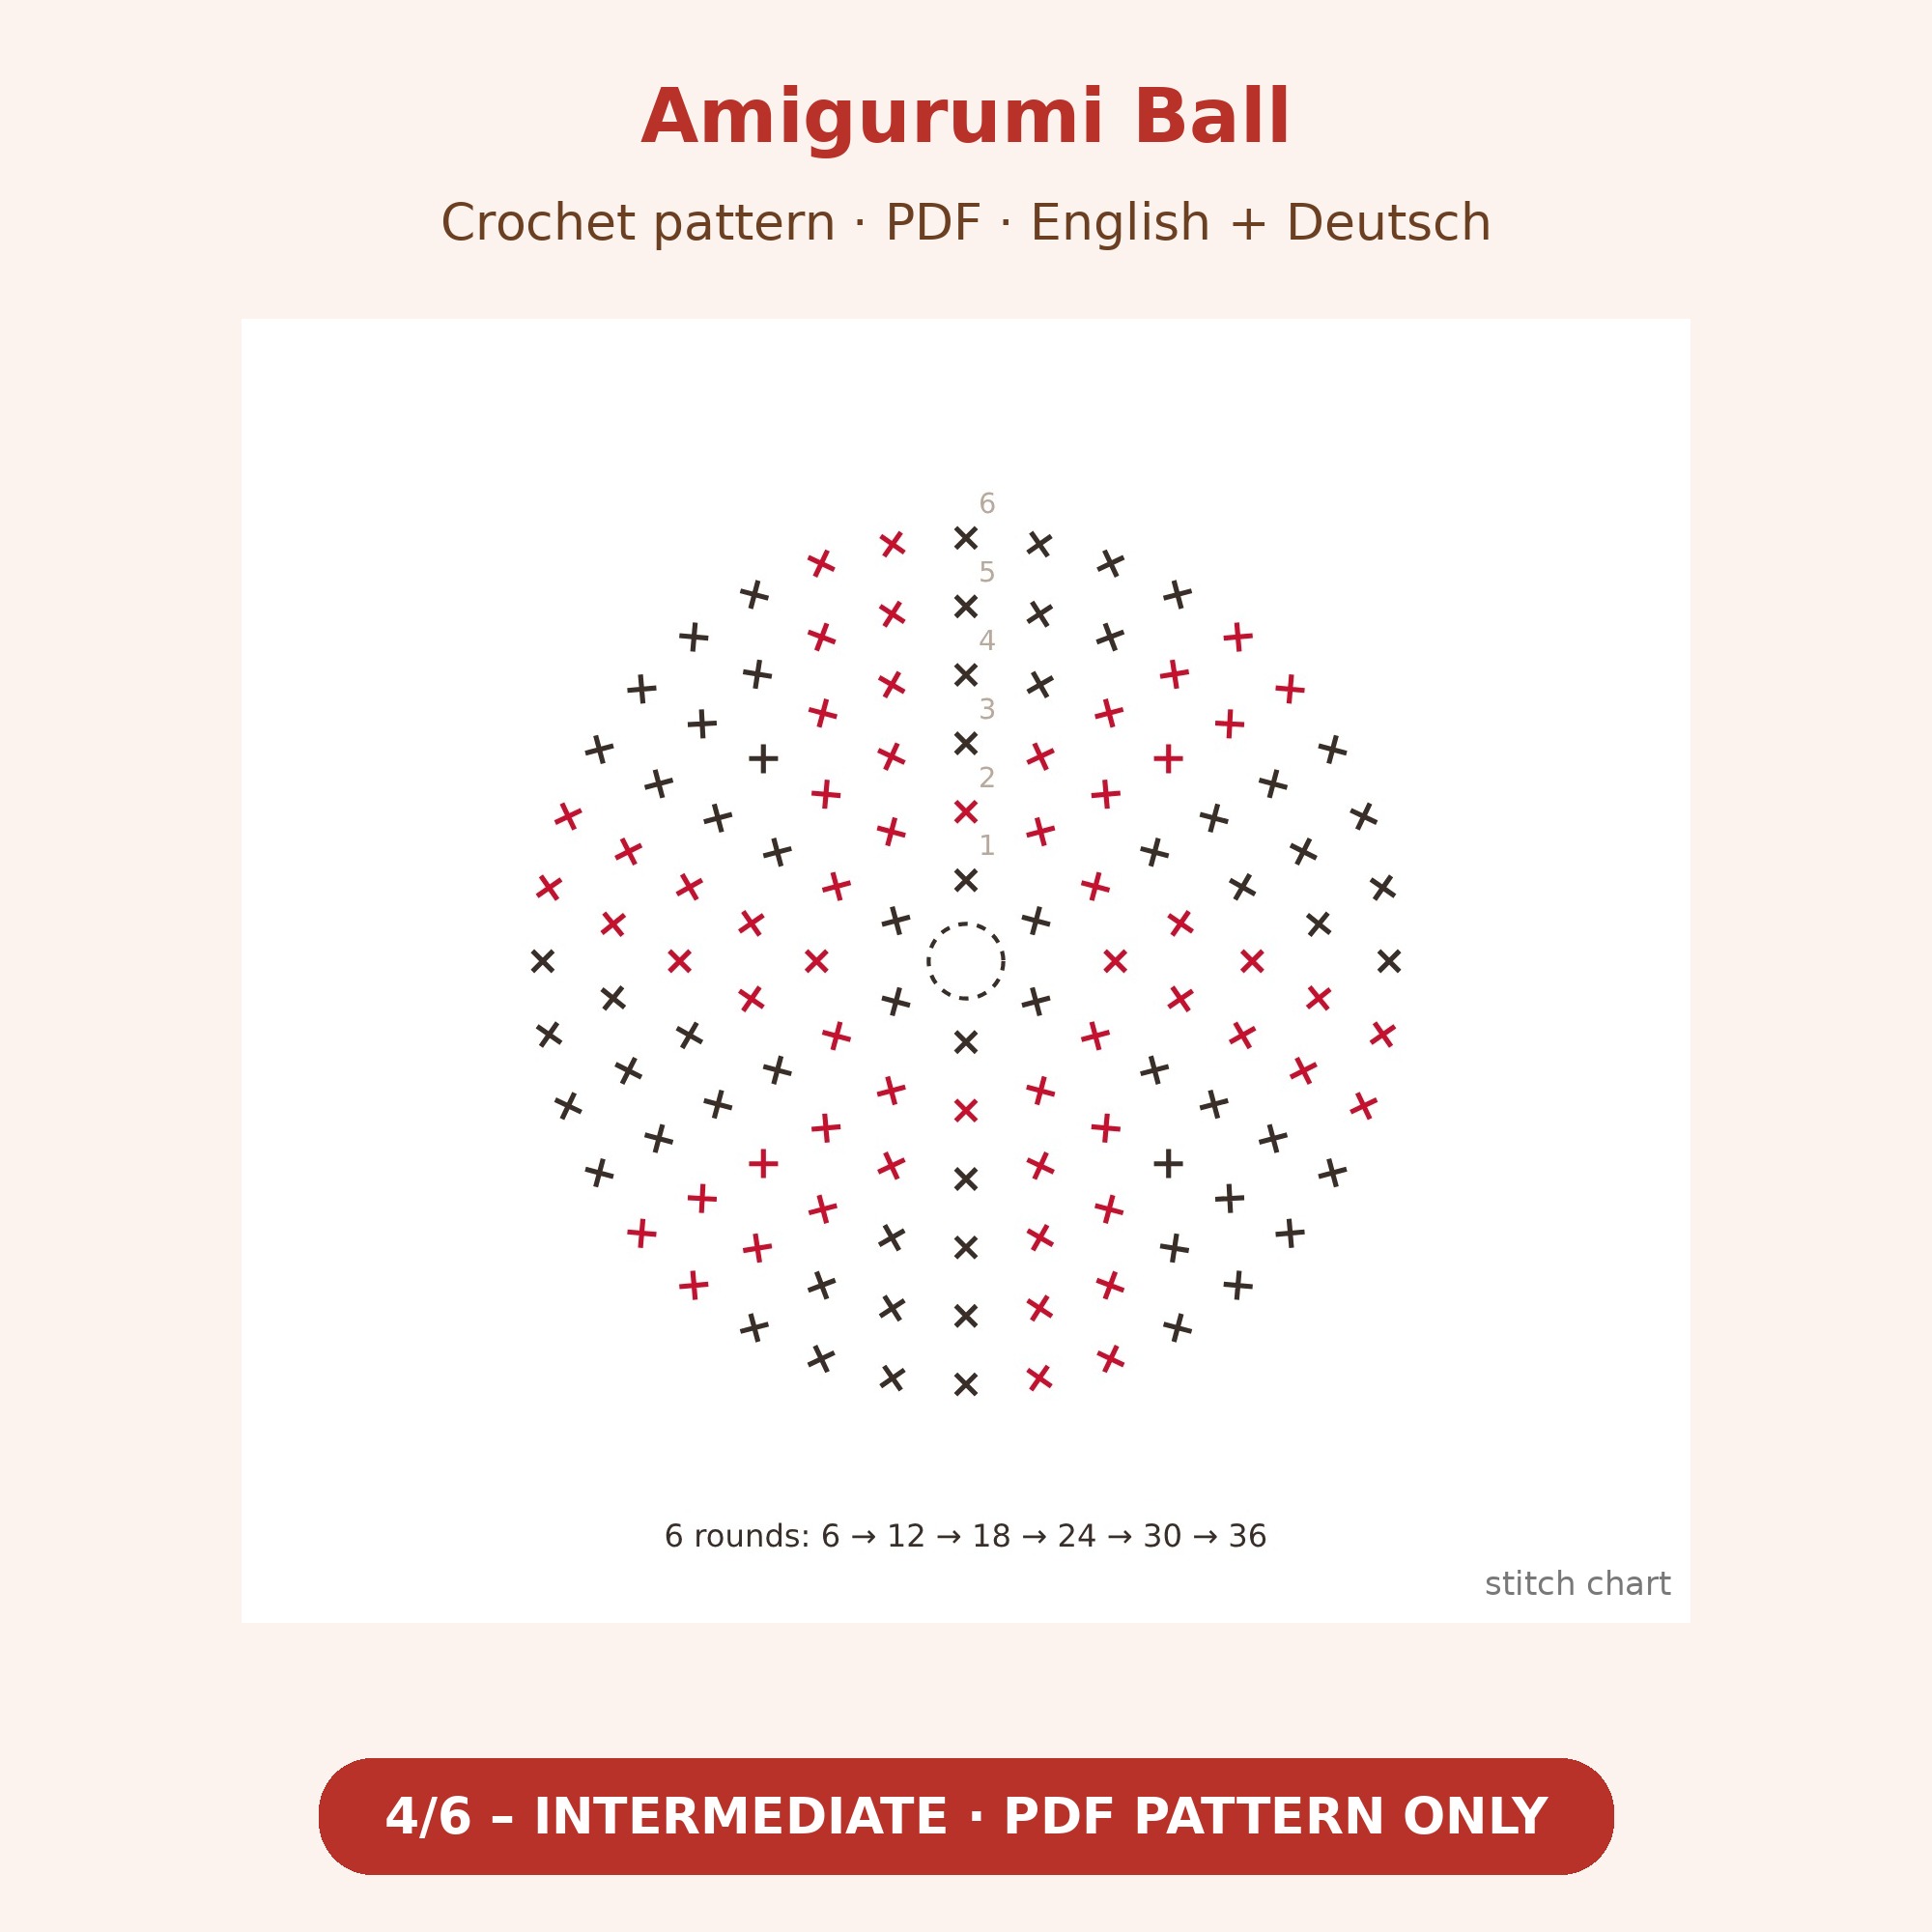 Amigurumi Ball
Crochet pattern · PDF · English + Deutsch
6
5
4
3
2
1
6 rounds: 6 → 12 → 18 → 24 → 30 → 36
stitch chart
4/6 – INTERMEDIATE · PDF PATTERN ONLY